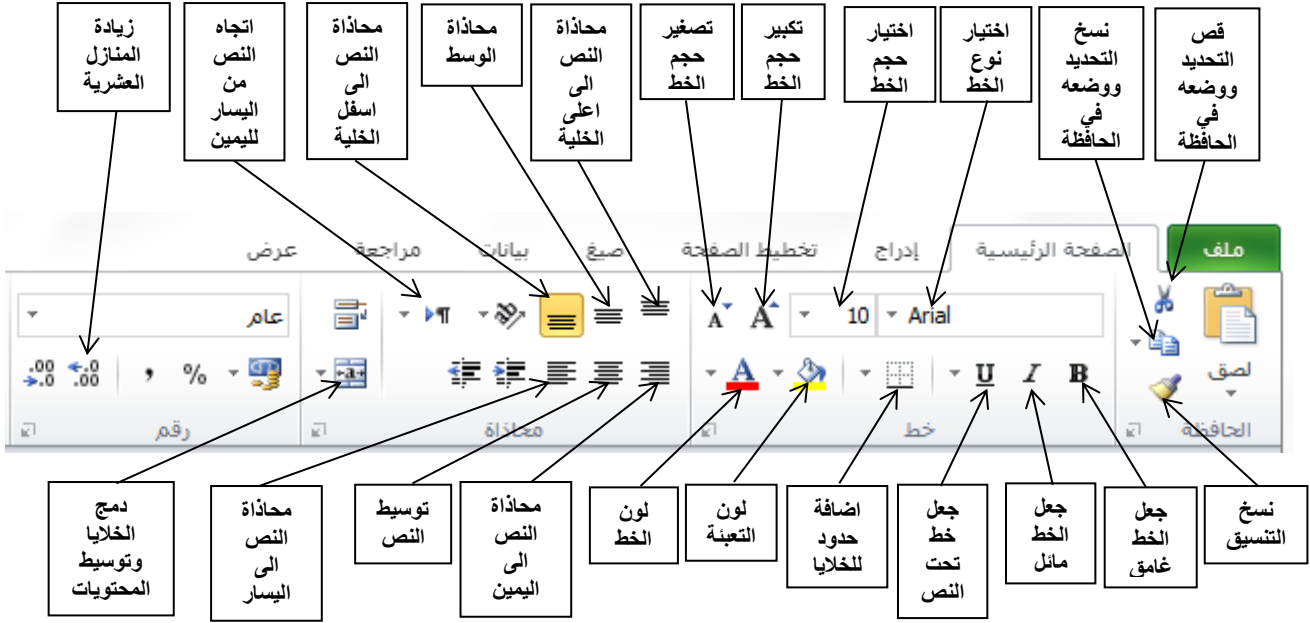 قص
التحديد
ووضعه
في
الحافظة
نسخ
التحديد
ووضعه
في
الحافظة
اختيار
نوع
الخط
اختيار
حجم
الخط
تكبير
حجم
الخط
تصغير
حجم
الخط
محاذاة
النص
الى
اعلى
الخلية
محاذاة
الوسط
محاذاة
النص
الى
اسفل
الخلية
اتجاه
النص
من
اليسار
لليمين
زيادة
المنازل
العشرية
ملف الصفحة الرئيسية إدراج تخطيط الصفحة صيغ بيانات مراجعة عرض
Arial 10 A A عام
لصق
B I U A a % , .0 .00 .00 .0
الحافظة خط محاذاة رقم
نسخ
التنسيق
جعل
الخط
غامق
جعل
الخط
مائل
جعل
خط
تحت
النص
اضافة
حدود
للخلايا
لون
التعبئة
لون
الخط
محاذاة
النص
الى
اليمين
توسيط
النص
محاذاة
النص
الى
اليسار
دمج
الخلايا
وتوسيط
المحتويات